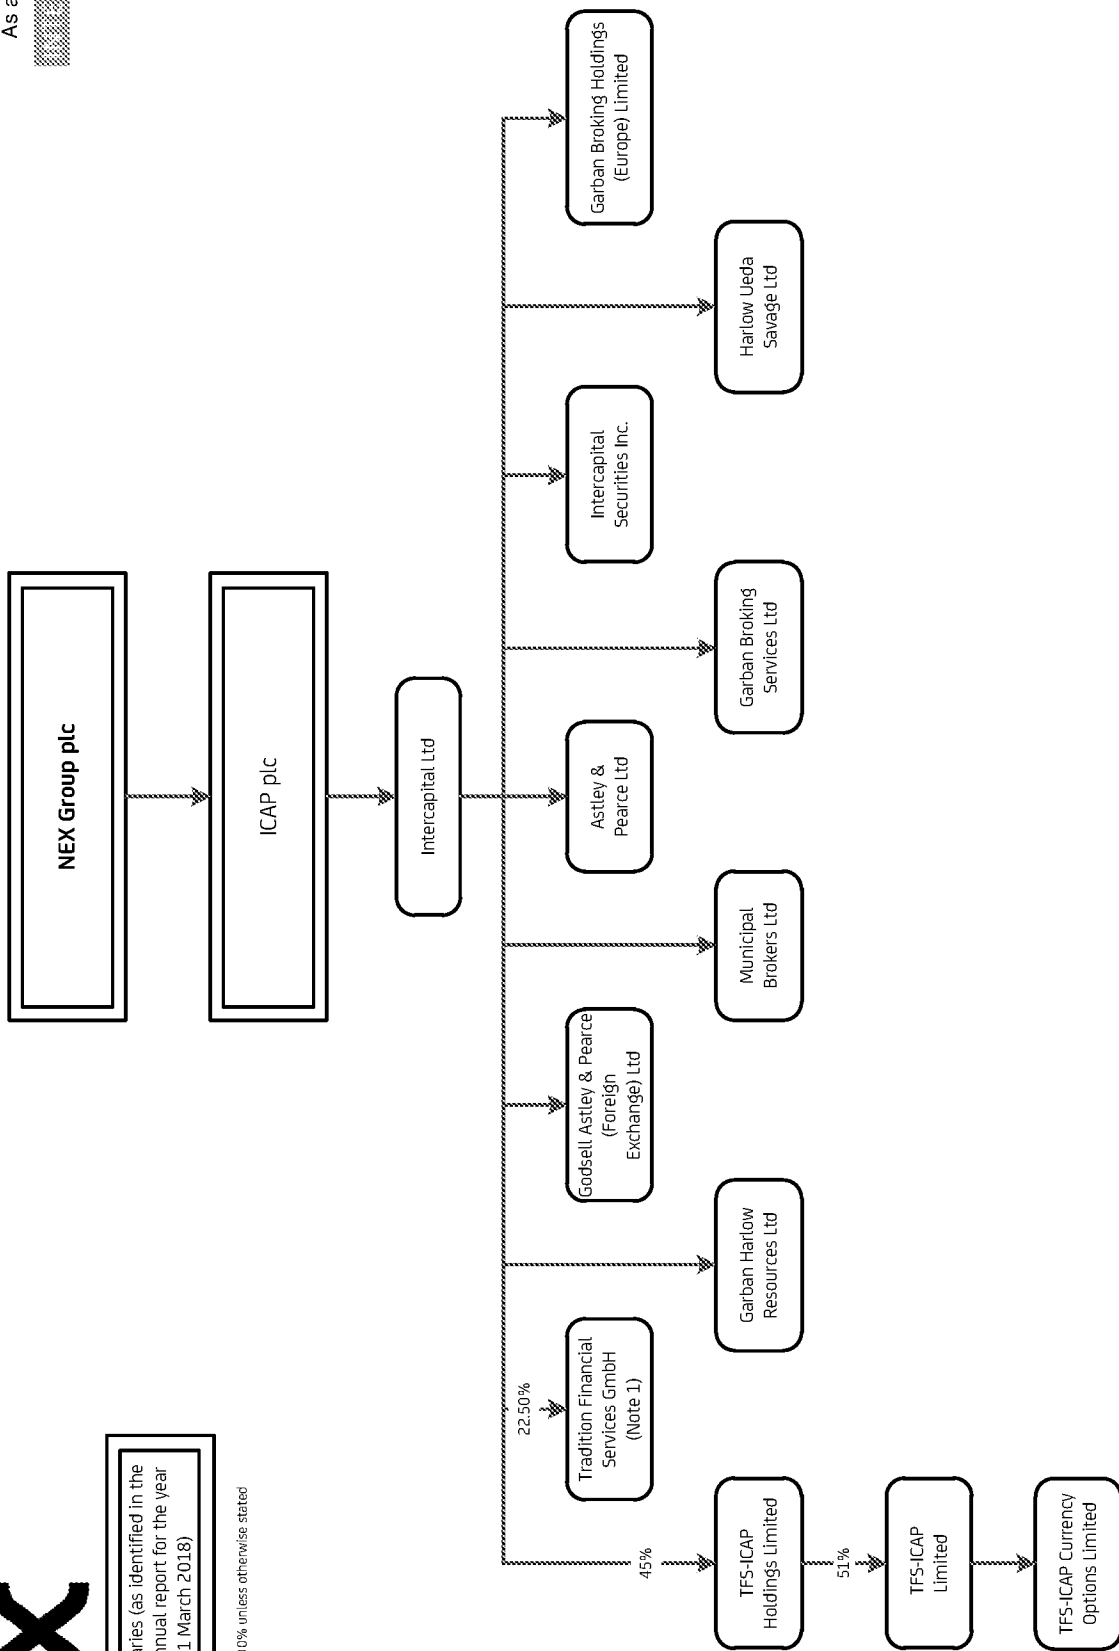 As a
X
NEX Group plc
aries (as identified in the
nnual report for the year
1 March 2018)
ICAP plc
00% unless otherwise stated
Intercapital Ltd
22.50%
Tradition Financial
Services GmbH
(Note 1)
Godsell Astley & Pearce
(Foreign
Exchange) Ltd
Astley &
Pearce Ltd
Intercapital
Securities Inc.
Garban Broking Holdings
(Europe) Limited
45%
TFS-ICAP
Holdings Limited
Garban Harlow
Resources Ltd
Municipal
Brokers Ltd
Garban Broking
Services Ltd
Harlow Ueda
Savage Ltd
51%
TFS-ICAP
Limited
TFS-ICAP Currency
Options Limited